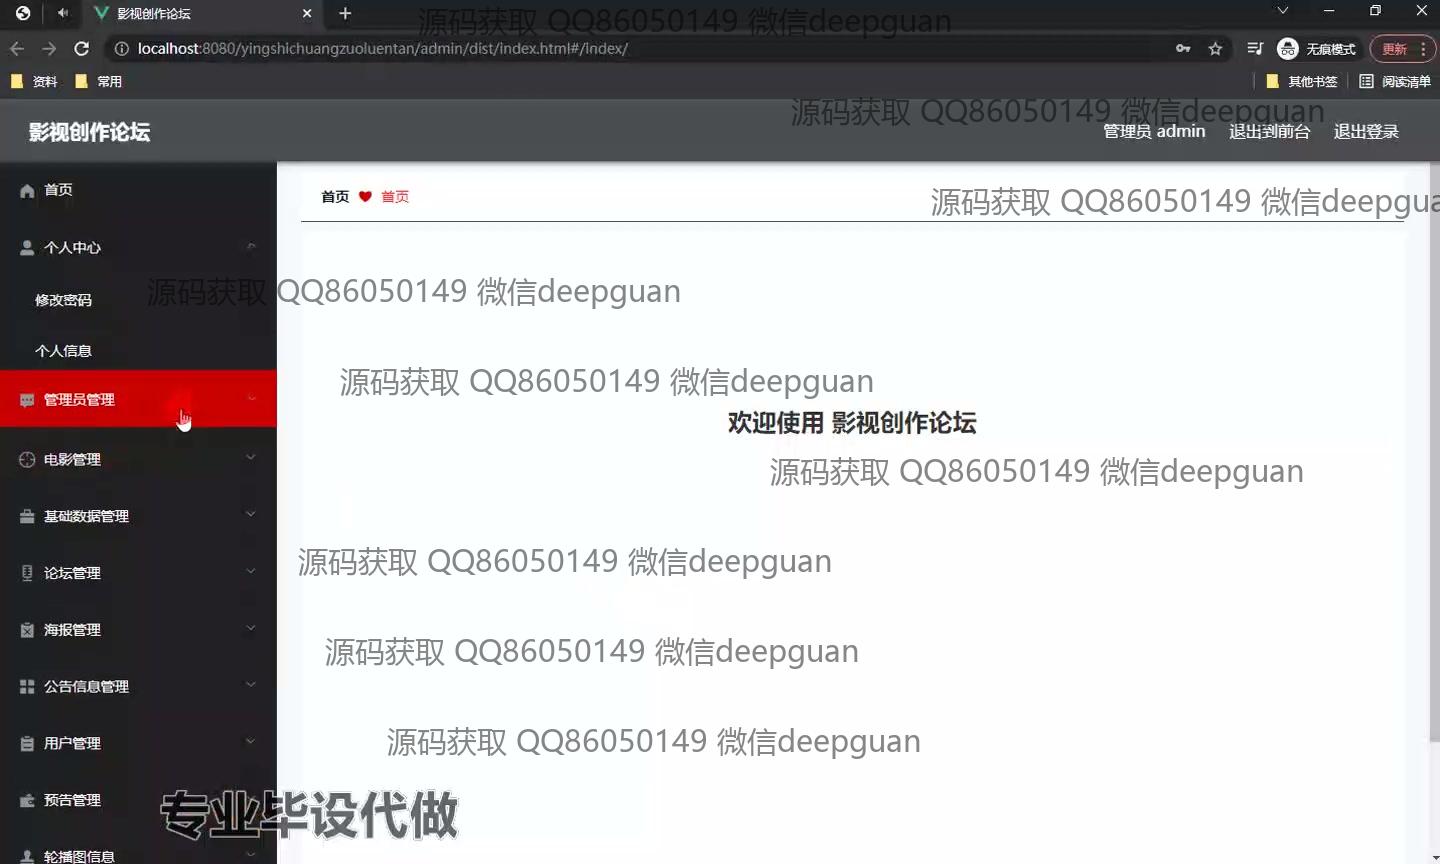 影视创作论坛
源码获取 QQ86050149 微信deepguan
localhost:8080/yingshichuangzuoluentan/admin/dist/index.html#/index/
无痕模式
更新
资料
常用
其他书签
阅读清单
源码获取 QQ86050149 微信deepguan
影视创作论坛
管理员 admin
退出到前台
退出登录
首页
首页
首页
源码获取 QQ86050149 微信deepgua
个人中心
修改密码
源码获取 QQ86050149 微信deepguan
个人信息
管理员管理
源码获取 QQ86050149 微信deepguan
欢迎使用 影视创作论坛
电影管理
源码获取 QQ86050149 微信deepguan
基础数据管理
论坛管理
源码获取 QQ86050149 微信deepguan
海报管理
源码获取 QQ86050149 微信deepguan
公告信息管理
用户管理
源码获取 QQ86050149 微信deepguan
预告管理
专业毕设代做
轮播图信息